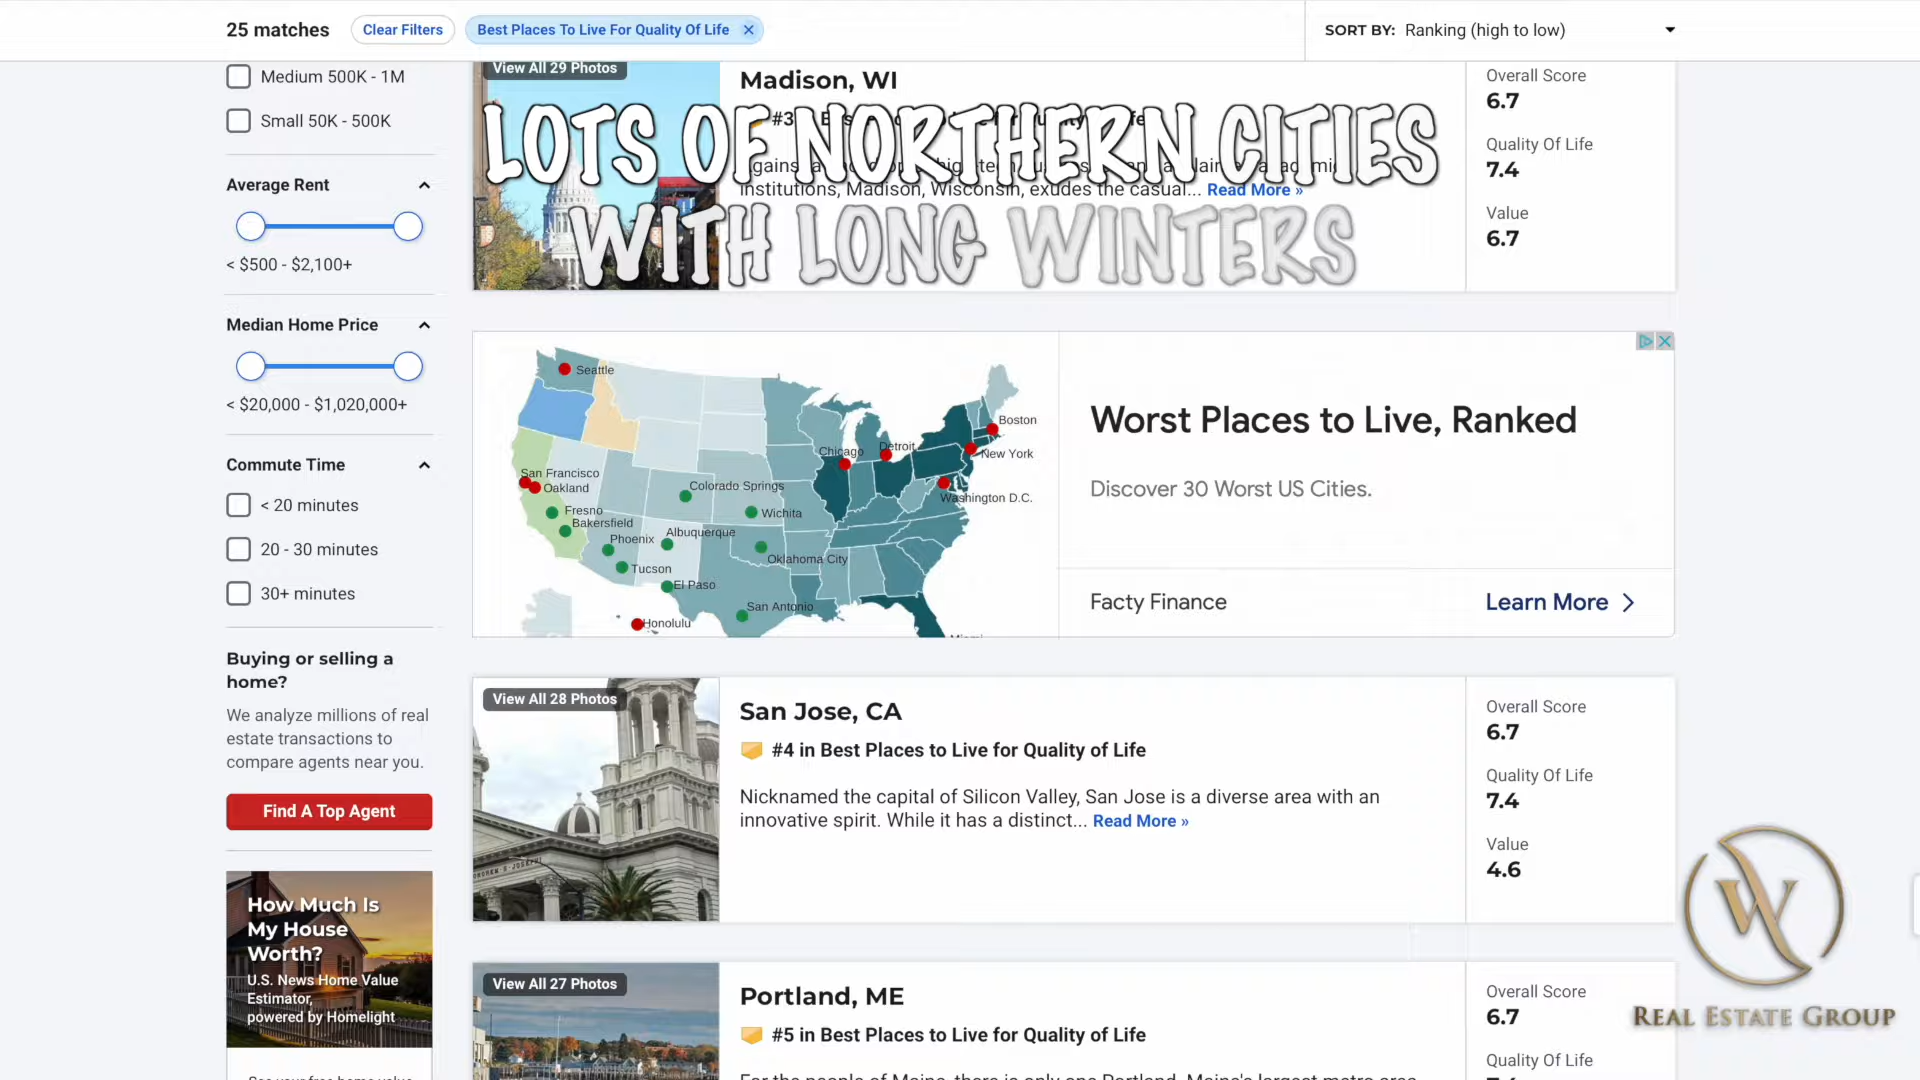 25 matches
Clear Filters
Best Places To Live For Quality Of Life
SORT BY: Ranking (high to low)
Medium 500K - 1M
Small 50K - 500K
Average Rent
< $500 - $2,100+
Median Home Price
< $20,000 - $1,020,000+
Commute Time
< 20 minutes
20 - 30 minutes
30+ minutes
Buying or selling a
home?
We analyze millions of real
estate transactions to
compare agents near you.
Find A Top Agent
How Much Is
My House
Worth?
U.S. News Home Value
Estimator,
powered by Homelight
View All 29 Photos
Madison, WI
LOTS OF NORTHERN CITIES
WITH LONG WINTERS
institutions, Madison, Wisconsin, exudes the casual... Read More »
Overall Score
6.7
Quality Of Life
7.4
Value
6.7
Seattle
Boston
Chicago
Detroit
New York
San Francisco
Oakland
Colorado Springs
Washington D.C.
Fresno
Wichita
Bakersfield
Phoenix
Albuquerque
Oklahoma City
Tucson
El Paso
San Antonio
Honolulu
Worst Places to Live, Ranked
Discover 30 Worst US Cities.
Facty Finance
Learn More
View All 28 Photos
San Jose, CA
#4 in Best Places to Live for Quality of Life
Nicknamed the capital of Silicon Valley, San Jose is a diverse area with an
innovative spirit. While it has a distinct... Read More »
Overall Score
6.7
Quality Of Life
7.4
Value
4.6
View All 27 Photos
Portland, ME
#5 in Best Places to Live for Quality of Life
Overall Score
6.7
Quality Of Life
REAL ESTATE GROUP